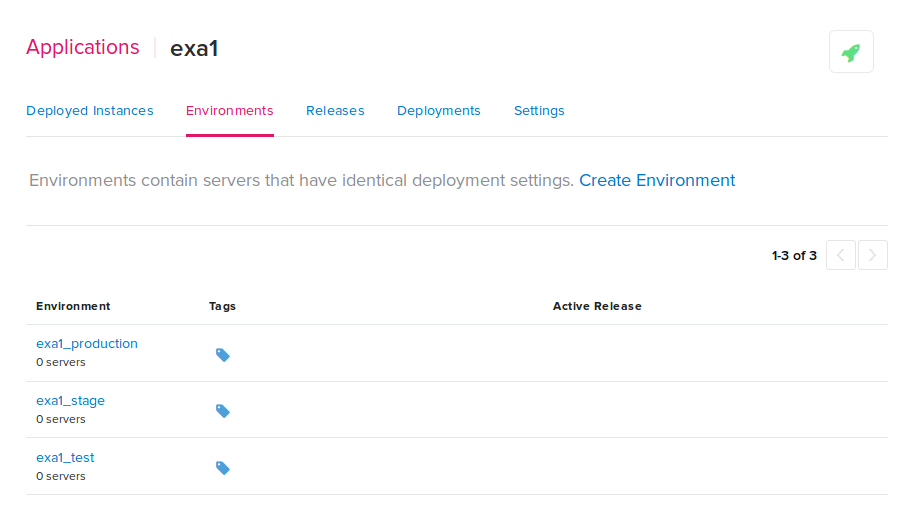 Applications exa1
Deployed Instances Environments Releases Deployments Settings
Environments contain servers that have identical deployment settings. Create Environment
1-3 of 3
Environment Tags Active Release
exa1_production
0 servers
exa1_stage
0 servers
exa1_test
0 servers